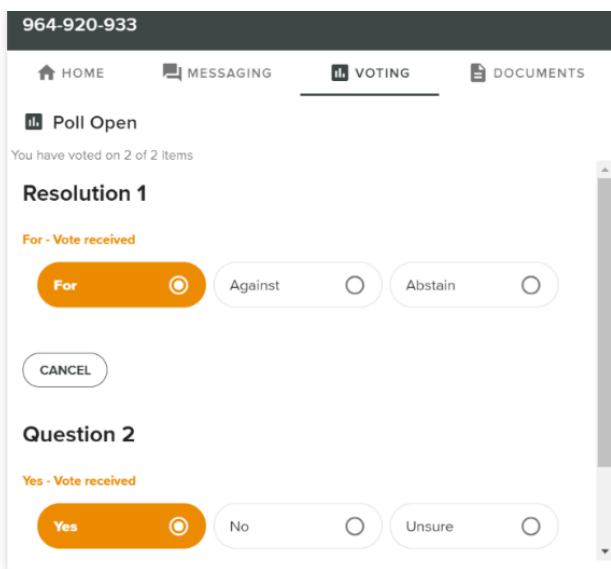 964-920-933
HOME MESSAGING VOTING DOCUMENTS
Poll Open
You have voted on 2 of 2 items
Resolution 1
For - Vote received
For Against Abstain
CANCEL
Question 2
Yes - Vote received
Yes No Unsure